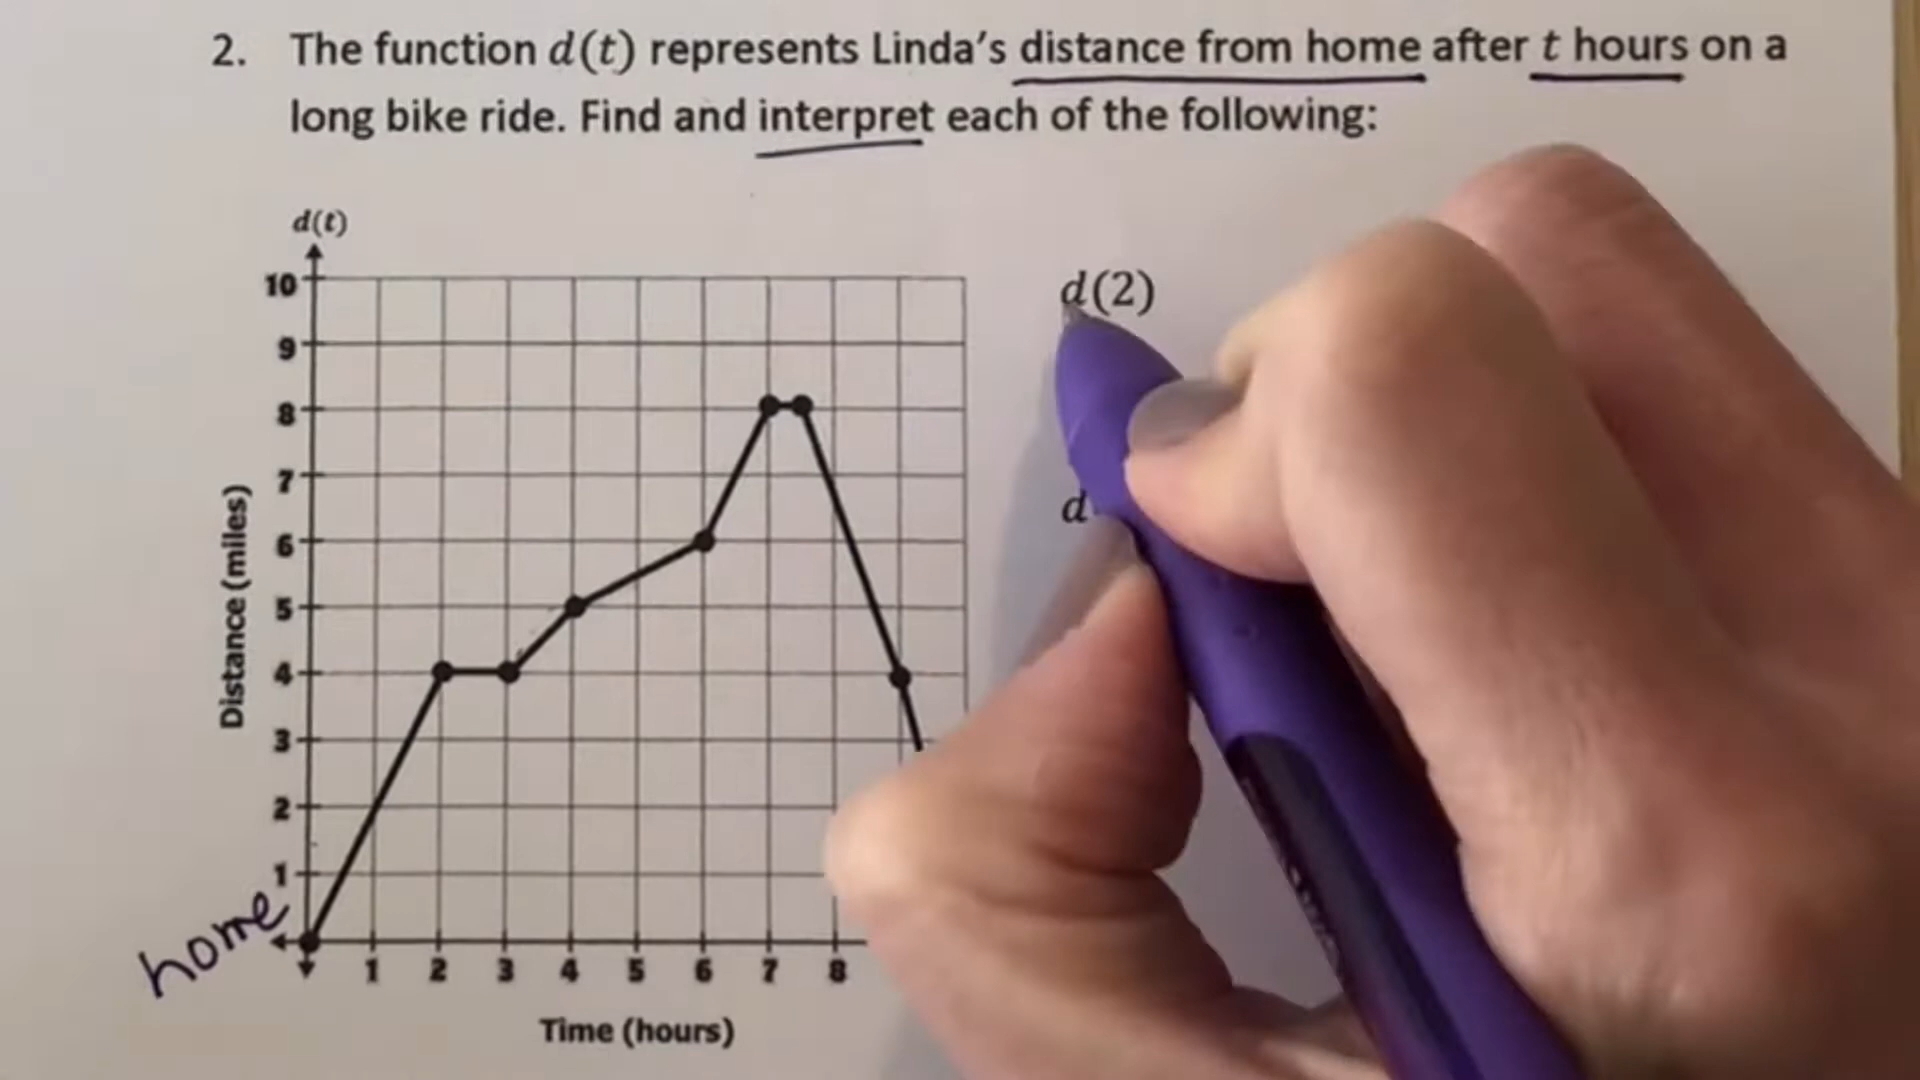 2. The function d(t) represents Linda's distance from home after t hours on a
long bike ride. Find and interpret each of the following:
d(t)
10
9
8
7
6
5
4
3
2
1
Distance (miles)
home
1 2 3 4 5 6 7 8
Time (hours)
d(2)
d